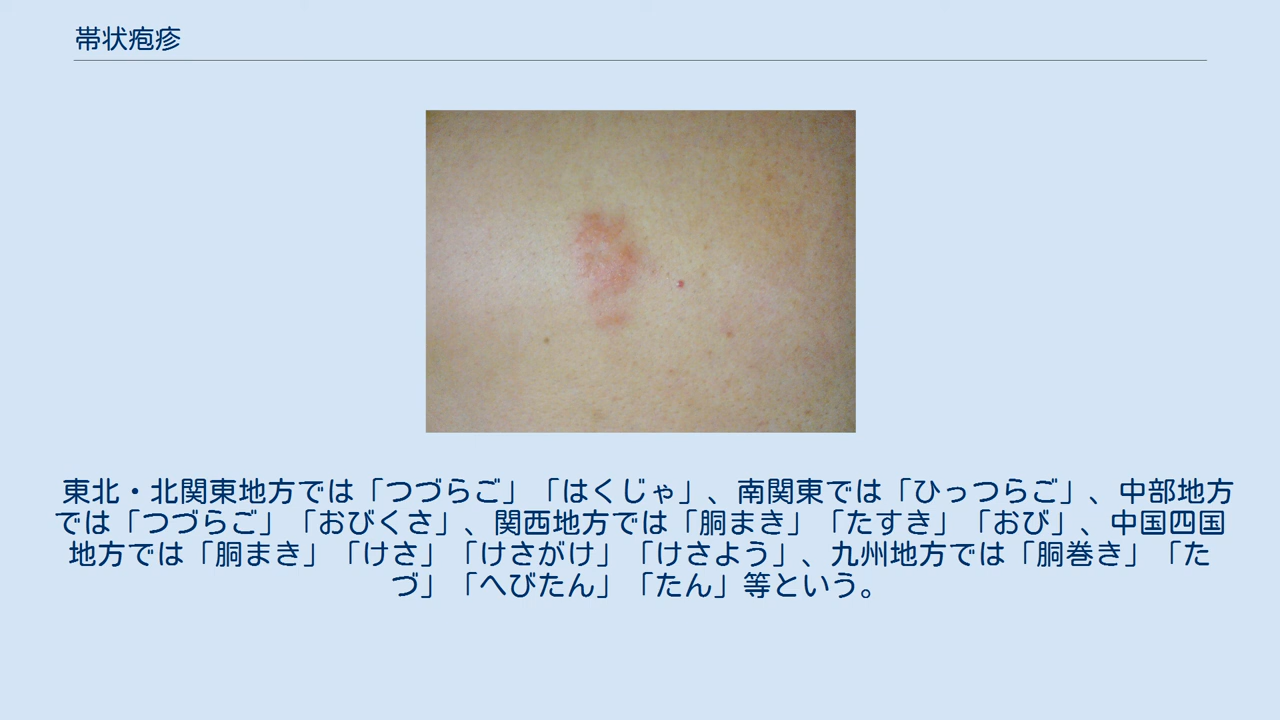 帯状疱疹
東北・北関東地方では「つづらご」「はくじゃ」、南関東では「ひっつらご」、中部地方
では「つづらご」「おびくさ」、関西地方では「胴まき」「たすき」「おび」、中国四国
地方では「胴まき」「けさ」「けさがけ」「けさよう」、九州地方では「胴巻き」「た
づ」「へびたん」「たん」等という。